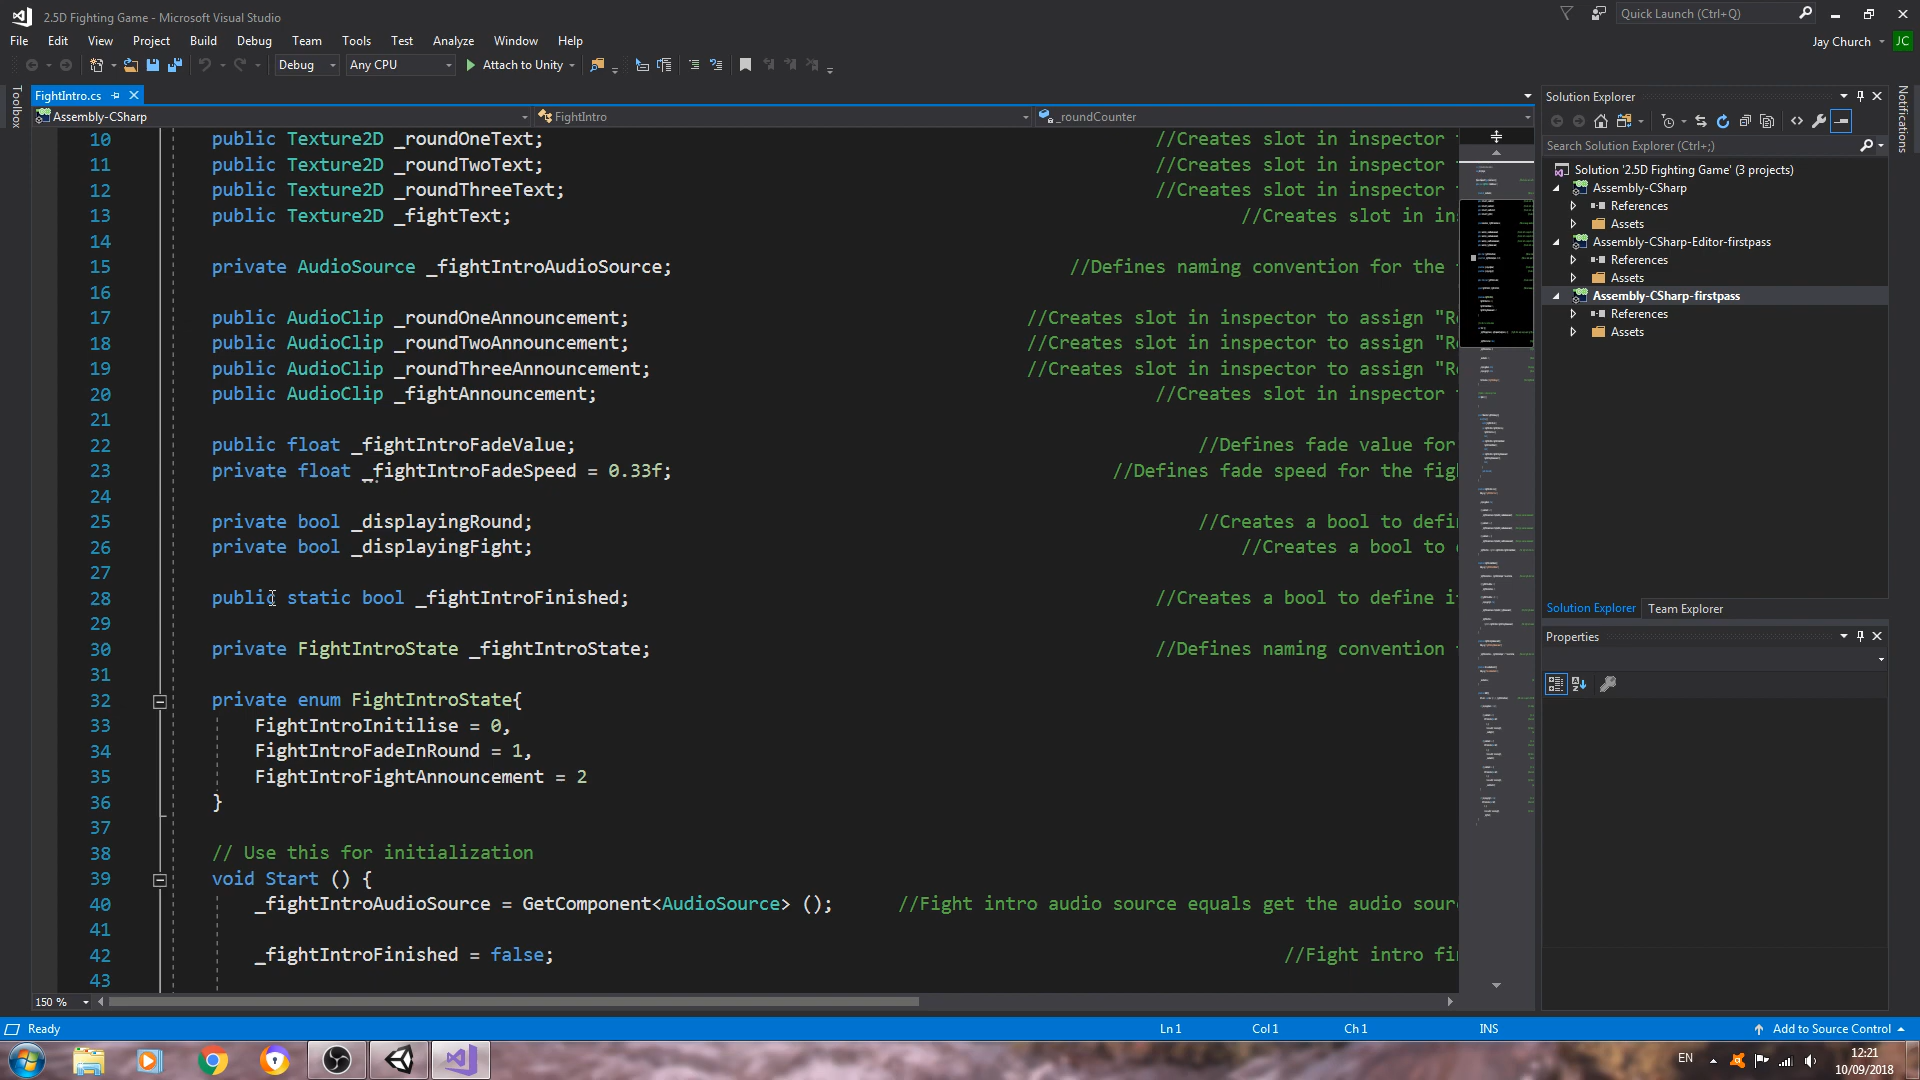 2.5D Fighting Game - Microsoft Visual Studio
Quick Launch (Ctrl+Q)
File Edit View Project Build Debug Team Tools Test Analyze Window Help
Jay Church JC
Debug Any CPU Attach to Unity
Toolbox
FightIntro.cs
Assembly-CSharp FightIntro _roundCounter
10 public Texture2D _roundOneText; //Creates slot in inspector
11 public Texture2D _roundTwoText; //Creates slot in inspector
12 public Texture2D _roundThreeText; //Creates slot in inspector
13 public Texture2D _fightText; //Creates slot in in
14
15 private AudioSource _fightIntroAudioSource; //Defines naming convention for the
16
17 public AudioClip _roundOneAnnouncement; //Creates slot in inspector to assign "R
18 public AudioClip _roundTwoAnnouncement; //Creates slot in inspector to assign "R
19 public AudioClip _roundThreeAnnouncement; //Creates slot in inspector to assign "R
20 public AudioClip _fightAnnouncement; //Creates slot in inspector
21
22 public float _fightIntroFadeValue; //Defines fade value for
23 private float _fightIntroFadeSpeed = 0.33f; //Defines fade speed for the fig
24
25 private bool _displayingRound; //Creates a bool to defi
26 private bool _displayingFight; //Creates a bool to
27
28 public static bool _fightIntroFinished; //Creates a bool to define i
29
30 private FightIntroState _fightIntroState; //Defines naming convention
31
32 private enum FightIntroState{
33 FightIntroInitilise = 0,
34 FightIntroFadeInRound = 1,
35 FightIntroFightAnnouncement = 2
36 }
37
38 // Use this for initialization
39 void Start () {
40 _fightIntroAudioSource = GetComponent<AudioSource> (); //Fight intro audio source equals get the audio sour
41
42 _fightIntroFinished = false; //Fight intro fi
43
150 %
Solution Explorer
Search Solution Explorer (Ctrl+;)
Solution '2.5D Fighting Game' (3 projects)
Assembly-CSharp
References
Assets
Assembly-CSharp-Editor-firstpass
References
Assets
Assembly-CSharp-firstpass
References
Assets
Solution Explorer Team Explorer
Properties
Notifications
Ready Ln 1 Col 1 Ch 1 INS Add to Source Control
EN 12:21
10/09/2018